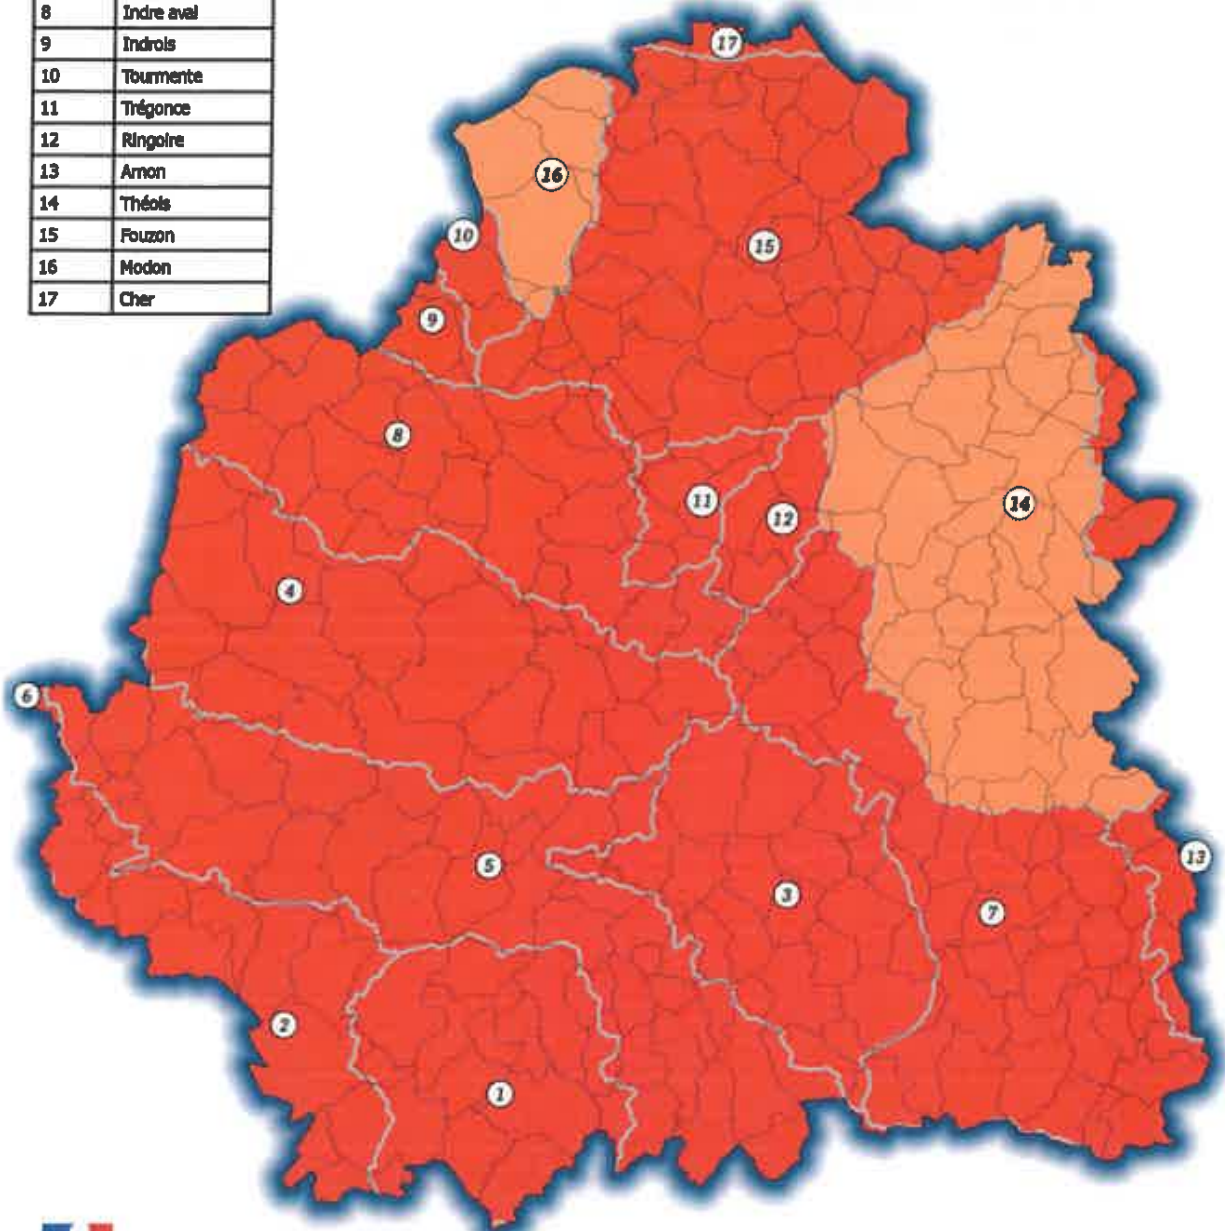 8 Indre aval
9 Indrois
10 Tourmente
11 Trégonce
12 Ringoire
13 Arnon
14 Théols
15 Fouzon
16 Modon
17 Cher
17
16
10
15
9
8
11
12
14
4
6
5
3
13
7
2
1